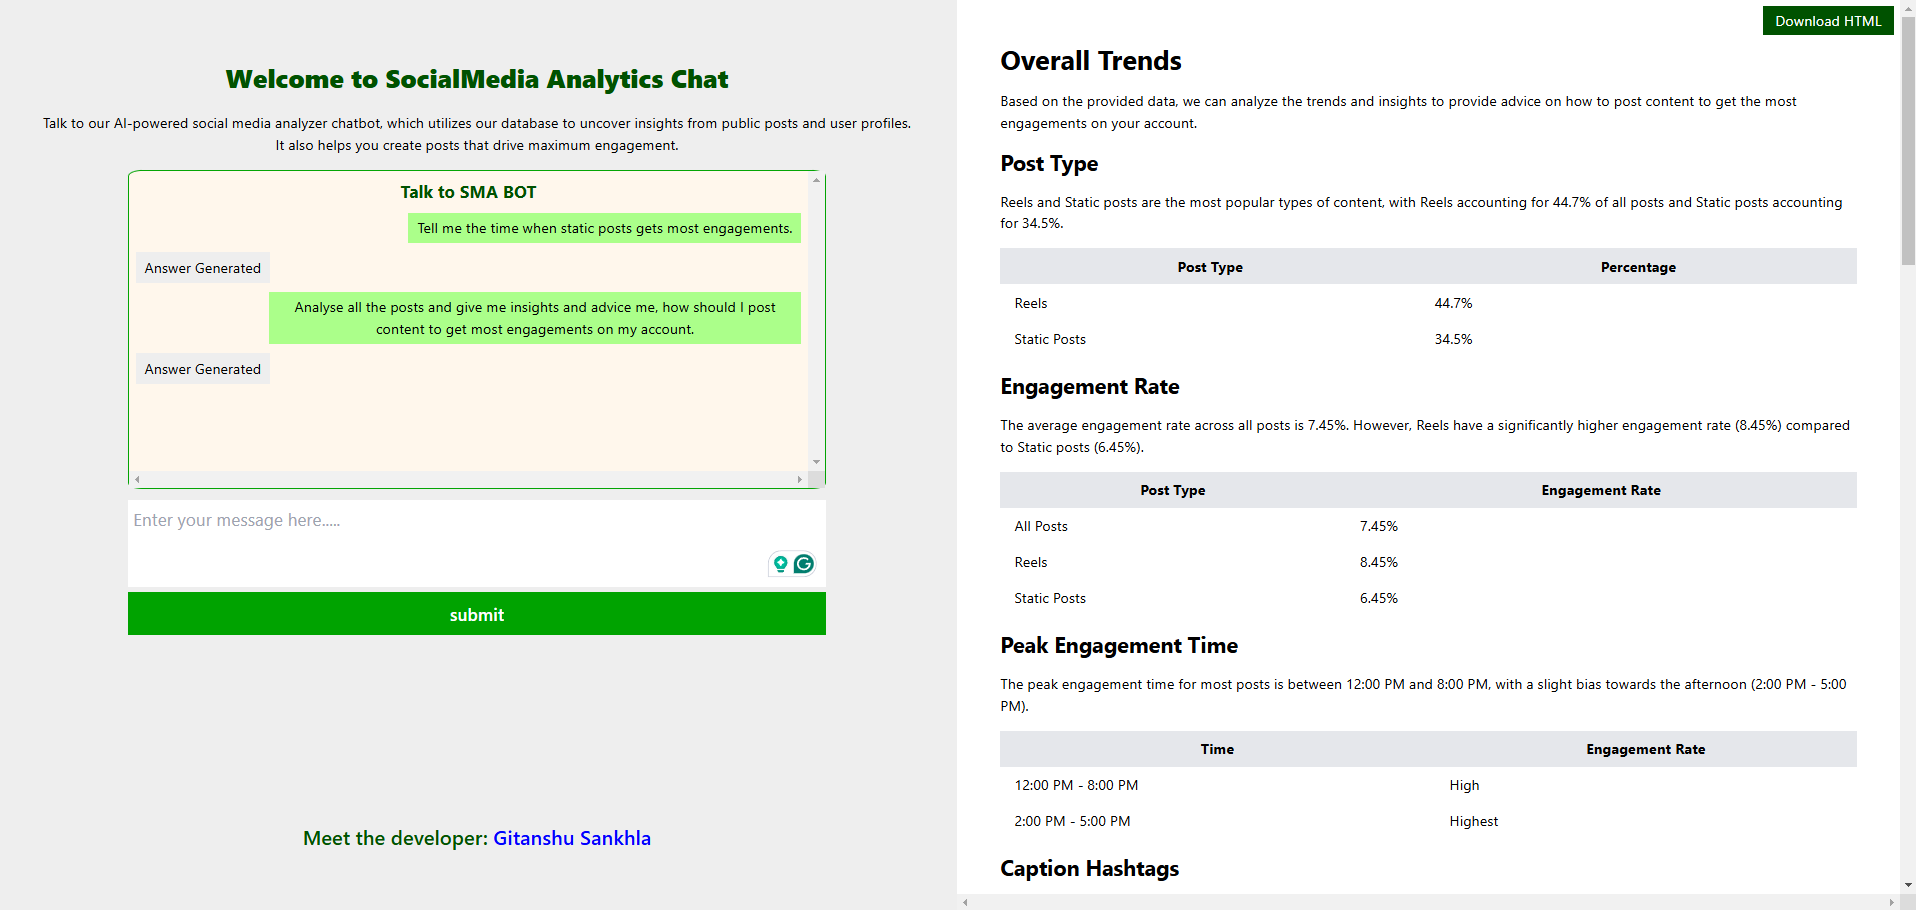 Welcome to SocialMedia Analytics Chat
Talk to our AI-powered social media analyzer chatbot, which utilizes our database to uncover insights from public posts and user profiles.
It also helps you create posts that drive maximum engagement.
Talk to SMA BOT
Tell me the time when static posts gets most engagements.
Answer Generated
Analyse all the posts and give me insights and advice me, how should I post
content to get most engagements on my account.
Answer Generated
Enter your message here.....
submit
Meet the developer: Gitanshu Sankhla
Download HTML
Overall Trends
Based on the provided data, we can analyze the trends and insights to provide advice on how to post content to get the most
engagements on your account.
Post Type
Reels and Static posts are the most popular types of content, with Reels accounting for 44.7% of all posts and Static posts accounting
for 34.5%.
Post Type Percentage
Reels 44.7%
Static Posts 34.5%
Engagement Rate
The average engagement rate across all posts is 7.45%. However, Reels have a significantly higher engagement rate (8.45%) compared
to Static posts (6.45%).
Post Type Engagement Rate
All Posts 7.45%
Reels 8.45%
Static Posts 6.45%
Peak Engagement Time
The peak engagement time for most posts is between 12:00 PM and 8:00 PM, with a slight bias towards the afternoon (2:00 PM - 5:00
PM).
Time Engagement Rate
12:00 PM - 8:00 PM High
2:00 PM - 5:00 PM Highest
Caption Hashtags